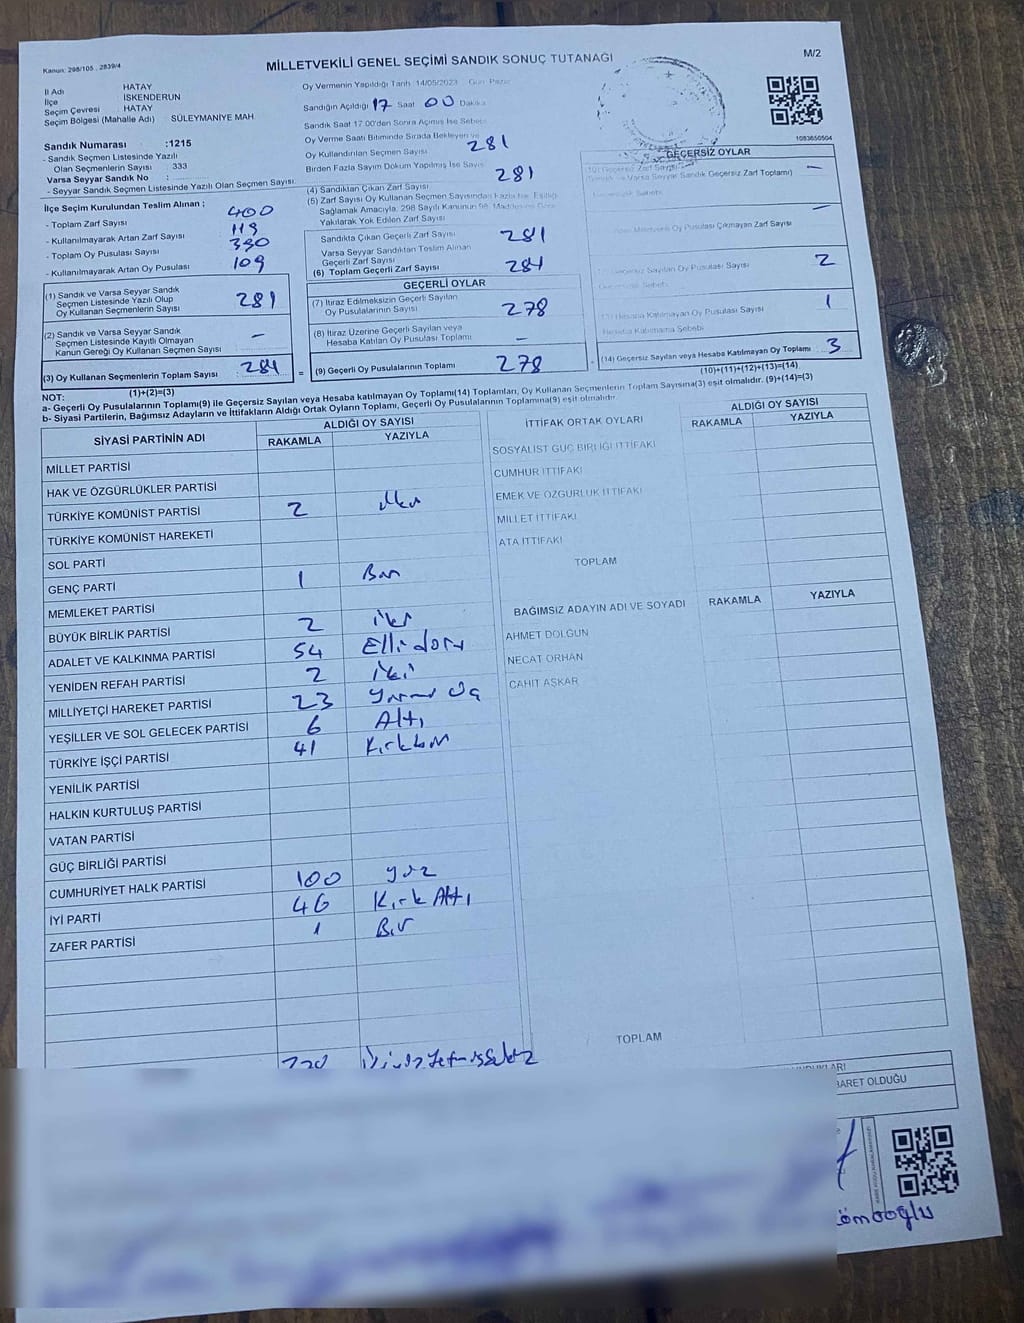 Kanun: 298/105 , 2839/4
MİLLETVEKİLİ GENEL SEÇİMİ SANDIK SONUÇ TUTANAĞI
M/2
İl Adı : HATAY
İlçe : İSKENDERUN
Seçim Çevresi : HATAY
Seçim Bölgesi (Mahalle Adı) SÜLEYMANİYE MAH.
Sandık Numarası :1215
- Sandık Seçmen Listesinde Yazılı
Olan Seçmenlerin Sayısı : 333
Varsa Seyyar Sandık No :
- Seyyar Sandık Seçmen Listesinde Yazılı Olan Seçmen Sayısı:
İlçe Seçim Kurulundan Teslim Alınan ;
- Toplam Zarf Sayısı 400
- Kullanılmayarak Artan Zarf Sayısı 119
- Toplam Oy Pusulası Sayısı 390
- Kullanılmayarak Artan Oy Pusulası 109
(1) Sandık ve Varsa Seyyar Sandık
Seçmen Listesinde Yazılı Olup
Oy Kullanan Seçmenlerin Sayısı 281
(2) Sandık ve Varsa Seyyar Sandık
Seçmen Listesinde Kayıtlı Olmayan
Kanun Gereği Oy Kullanan Seçmen Sayısı -
(3) Oy Kullanan Seçmenlerin Toplam Sayısı : 281
(1)+(2)=(3)
Oy Vermenin Yapıldığı Tarih 14/05/2023 Gün Pazar
Sandığın Açıldığı 17 Saat 00 Dakika
Sandık Saat 17.00'den Sonra Açılmış İse Sandık
Oy Verme Saati Bitiminde Sırada Bekleyen ve
Oy Kullandırılan Seçmen Sayısı 281
Birden Fazla Sayım Döküm Yapılmış İse Sayısı
(4) Sandıktan Çıkan Zarf Sayısı 281
(5) Zarf Sayısı Oy Kullanan Seçmen Sayısından Fazla İse, Eşitliği
Sağlamak Amacıyla, 298 Sayılı Kanunun 98. Maddesine Göre
Yakılarak Yok Edilen Zarf Sayısı
Sandıkta Çıkan Geçerli Zarf Sayısı 281
Varsa Seyyar Sandıktan Teslim Alınan
Geçerli Zarf Sayısı
(6) Toplam Geçerli Zarf Sayısı 281
GEÇERLİ OYLAR
(7) İtiraz Edilmeksizin Geçerli Sayılan
Oy Pusulalarının Sayısı 278
(8) İtiraz Üzerine Geçerli Sayılan veya
Hesaba Katılan Oy Pusulası Toplamı -
= (9) Geçerli Oy Pusulalarının Toplamı 278
1083650504
GEÇERSİZ OYLAR
(10) Geçersiz Zarf Sayısı
(Sandık ve Varsa Seyyar Sandık Geçersiz Zarf Toplamı) -
Geçersizlik Sebebi
Milletvekili Oy Pusulası Çıkmayan Zarf Sayısı -
Geçersiz Sayılan Oy Pusulası Sayısı 2
Geçersizlik Sebebi
Hesaba Katılmayan Oy Pusulası Sayısı 1
Hesaba Katılmama Sebebi
+ (14) Geçersiz Sayılan veya Hesaba Katılmayan Oy Toplamı 3
(10)+(11)+(12)+(13)=(14)
NOT:
a- Geçerli Oy Pusulalarının Toplamı(9) ile Geçersiz Sayılan veya Hesaba katılmayan Oy Toplamı(14) Toplamları, Oy Kullanan Seçmenlerin Toplam Sayısına(3) eşit olmalıdır. (9)+(14)=(3)
b- Siyasi Partilerin, Bağımsız Adayların ve İttifakların Aldığı Ortak Oyların Toplamı, Geçerli Oy Pusulalarının Toplamına(9) eşit olmalıdır.
SİYASİ PARTİNİN ADI ALDIĞI OY SAYISI
RAKAMLA YAZIYLA
MİLLET PARTİSİ
HAK VE ÖZGÜRLÜKLER PARTİSİ
TÜRKİYE KOMÜNİST PARTİSİ 2 iki
TÜRKİYE KOMÜNİST HAREKETİ
SOL PARTİ
GENÇ PARTİ 1 Bir
MEMLEKET PARTİSİ
BÜYÜK BİRLİK PARTİSİ 2 iki
ADALET VE KALKINMA PARTİSİ 54 Elli dört
YENİDEN REFAH PARTİSİ 2 iki
MİLLİYETÇİ HAREKET PARTİSİ 23 yirmi üç
YEŞİLLER VE SOL GELECEK PARTİSİ 6 Altı
TÜRKİYE İŞÇİ PARTİSİ 41 Kırkbir
YENİLİK PARTİSİ
HALKIN KURTULUŞ PARTİSİ
VATAN PARTİSİ
GÜÇ BİRLİĞİ PARTİSİ
CUMHURİYET HALK PARTİSİ 100 yüz
İYİ PARTİ 46 Kırk Altı
ZAFER PARTİSİ 1 Bir
278 ikiyüzyetmişsekiz
İTTİFAK ORTAK OYLARI ALDIĞI OY SAYISI
RAKAMLA YAZIYLA
SOSYALİST GÜÇ BİRLİĞİ İTTİFAKI
CUMHUR İTTİFAKI
EMEK VE ÖZGÜRLÜK İTTİFAKI
MİLLET İTTİFAKI
ATA İTTİFAKI
TOPLAM
BAĞIMSIZ ADAYIN ADI VE SOYADI RAKAMLA YAZIYLA
AHMET DOLGUN
NECAT ORHAN
CAHİT AŞKAR
TOPLAM
BARET OLDUĞU
ömooğlu